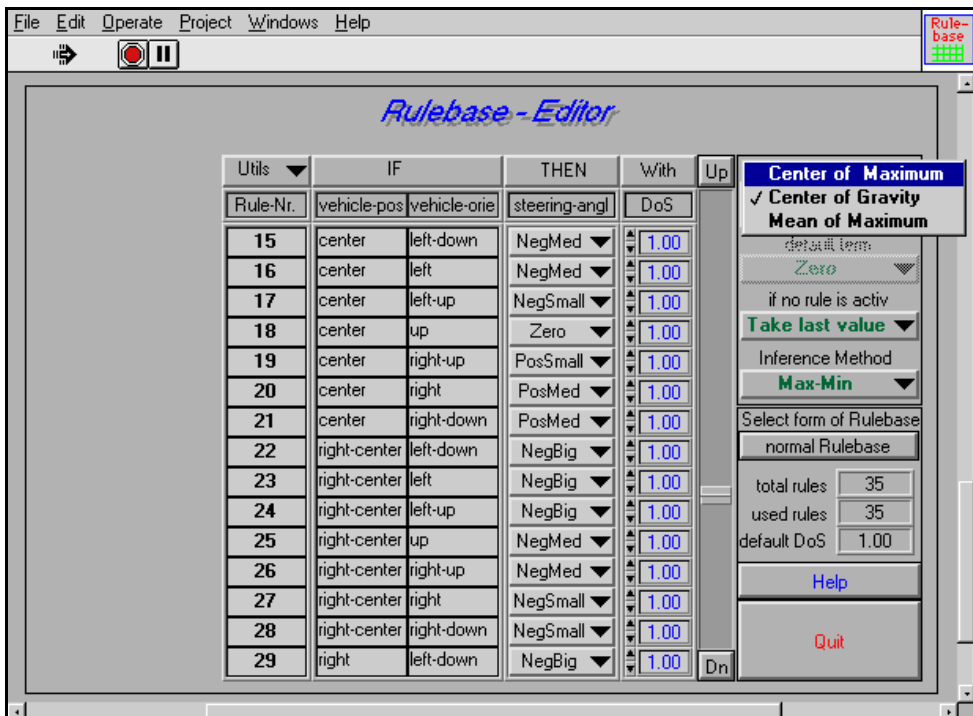 File Edit Operate Project Windows Help
Rule-
base
Rulebase - Editor
Utils IF THEN With Up
Rule-Nr. vehicle-pos vehicle-orie steering-angl DoS
15 center left-down NegMed 1.00
16 center left NegMed 1.00
17 center left-up NegSmall 1.00
18 center up Zero 1.00
19 center right-up PosSmall 1.00
20 center right PosMed 1.00
21 center right-down PosMed 1.00
22 right-center left-down NegBig 1.00
23 right-center left NegBig 1.00
24 right-center left-up NegBig 1.00
25 right-center up NegMed 1.00
26 right-center right-up NegMed 1.00
27 right-center right NegSmall 1.00
28 right-center right-down NegSmall 1.00
29 right left-down NegBig 1.00
Dn
Center of Maximum
✓ Center of Gravity
Mean of Maximum
default term
Zero
if no rule is activ
Take last value
Inference Method
Max-Min
Select form of Rulebase
normal Rulebase
total rules 35
used rules 35
default DoS 1.00
Help
Quit